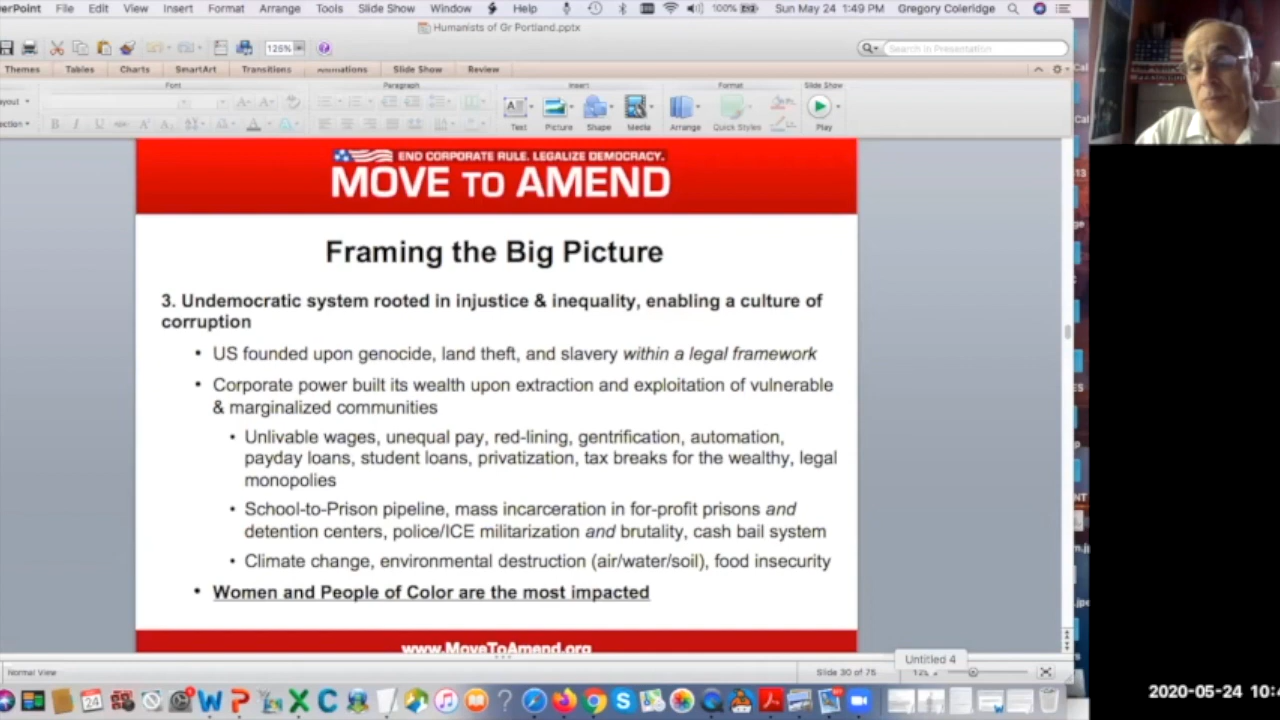 PowerPoint File Edit View Insert Format Arrange Tools Slide Show Window Help 100% Sun May 24 1:49 PM Gregory Coleridge
Humanists of Gr Portland.pptx
125% Search in Presentation
Themes Tables Charts SmartArt Transitions Animations Slide Show Review
Font Paragraph Insert Format Slide Show
Text Picture Shape Media Arrange Quick Styles Play
END CORPORATE RULE. LEGALIZE DEMOCRACY.
MOVE TO AMEND
Framing the Big Picture
3. Undemocratic system rooted in injustice & inequality, enabling a culture of
corruption
• US founded upon genocide, land theft, and slavery within a legal framework
• Corporate power built its wealth upon extraction and exploitation of vulnerable
& marginalized communities
• Unlivable wages, unequal pay, red-lining, gentrification, automation,
payday loans, student loans, privatization, tax breaks for the wealthy, legal
monopolies
• School-to-Prison pipeline, mass incarceration in for-profit prisons and
detention centers, police/ICE militarization and brutality, cash bail system
• Climate change, environmental destruction (air/water/soil), food insecurity
• Women and People of Color are the most impacted
www.MoveToAmend.org
Untitled 4
Normal View Slide 30 of 75
2020-05-24 10:4